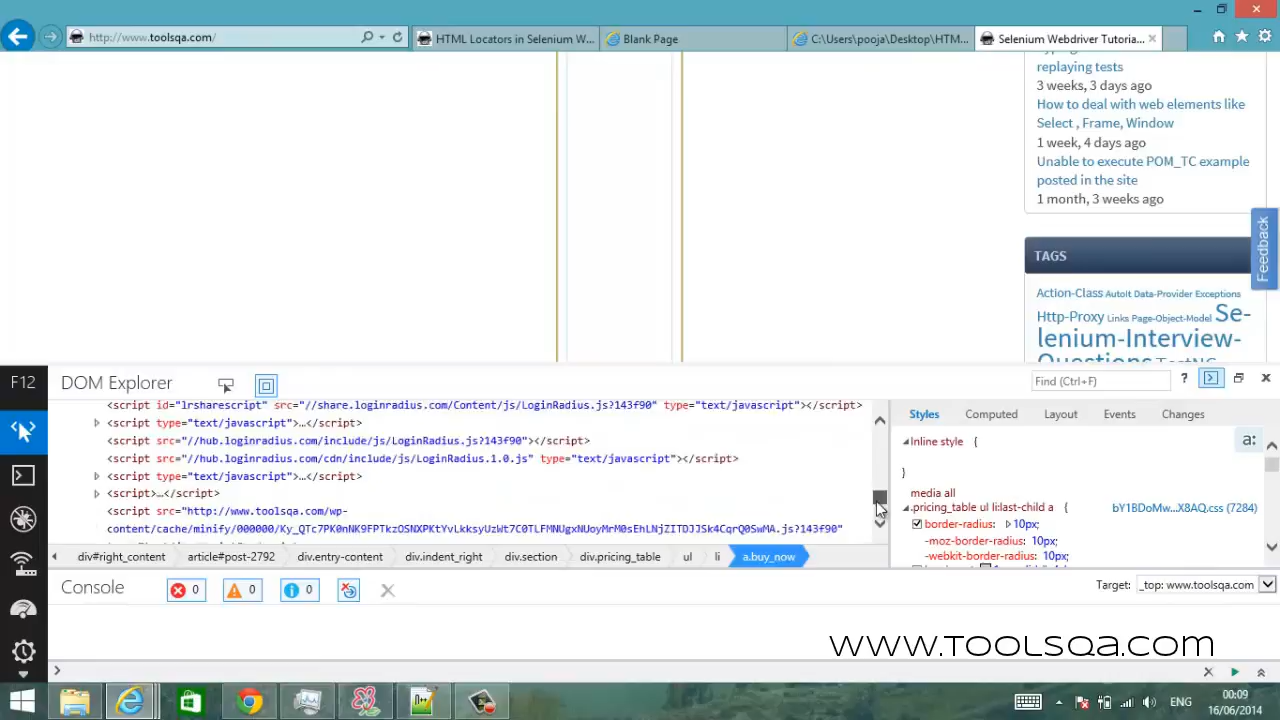 http://www.toolsqa.com/
HTML Locators in Selenium W...
Blank Page
C:\Users\pooja\Desktop\HTM...
Selenium Webdriver Tutoria...
replaying tests
3 weeks, 3 days ago
How to deal with web elements like
Select , Frame, Window
1 week, 4 days ago
Unable to execute POM_TC example
posted in the site
1 month, 3 weeks ago
Feedback
TAGS
Action-Class AutoIt Data-Provider Exceptions
Http-Proxy Links Page-Object-Model Se-
lenium-Interview-
Questions TestNG
F12
DOM Explorer
Find (Ctrl+F)
?
<script id="lrsharescript" src="//share.loginradius.com/Content/js/LoginRadius.js?143f90" type="text/javascript"></script>
<script type="text/javascript">…</script>
<script src="//hub.loginradius.com/include/js/LoginRadius.js?143f90"></script>
<script src="//hub.loginradius.com/cdn/include/js/LoginRadius.1.0.js" type="text/javascript"></script>
<script type="text/javascript">…</script>
<script>…</script>
<script src="http://www.toolsqa.com/wp-
content/cache/minify/000000/Ky_QTc7PK0nNK9FPTkzOSNXPKtYvLkksyUzWt7C0TLFMNUgxNUoyMrM0sEhLNjZITDJJSk4CqrQ0SwMA.js?143f90"
div#right_content
article#post-2792
div.entry-content
div.indent_right
div.section
div.pricing_table
ul
li
a.buy_now
Styles
Computed
Layout
Events
Changes
Inline style {
a:
}
media all
.pricing_table ul li.last-child a {
bY1BDoMw...X8AQ.css (7284)
border-radius: 10px;
-moz-border-radius: 10px;
-webkit-border-radius: 10px;
Console
0
0
0
Target:
_top: www.toolsqa.com
www.TOOLSQA.com
ENG
00:09
16/06/2014